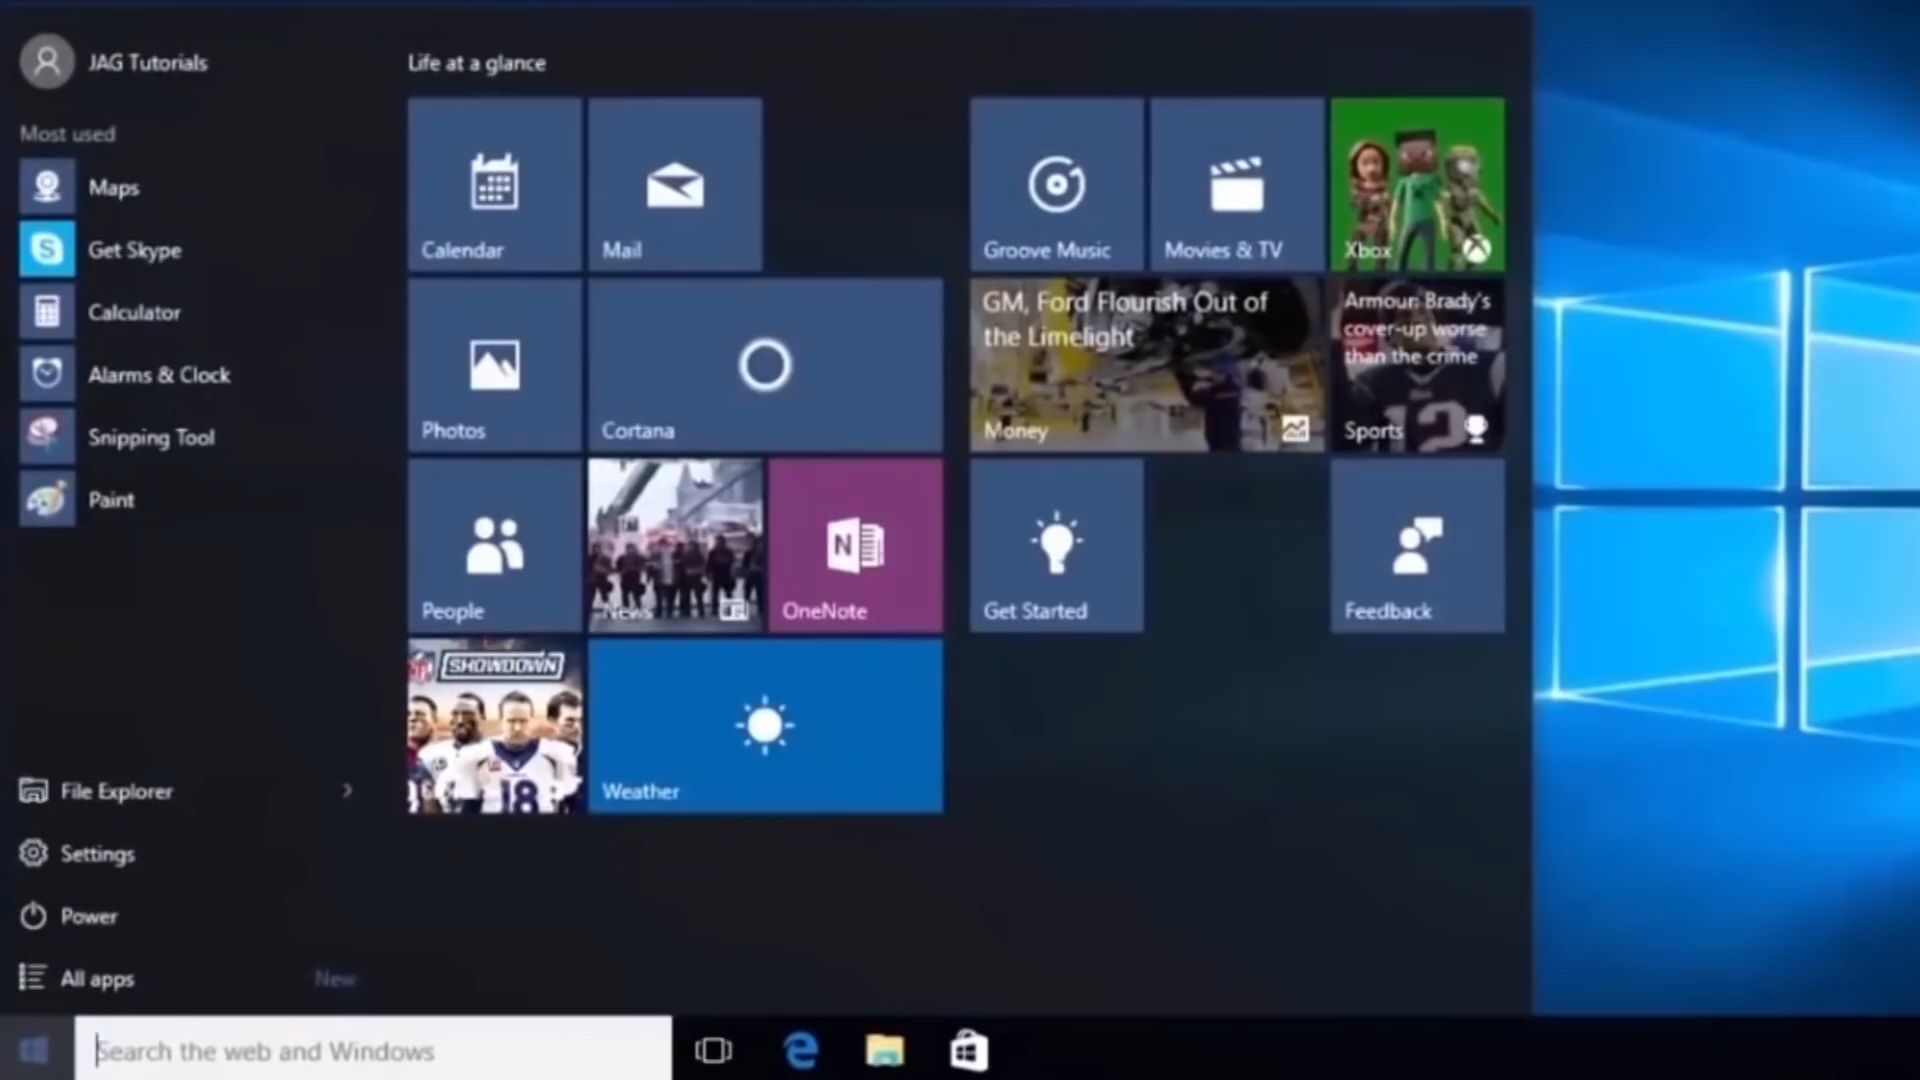 JAG Tutorials
Most used
Maps
Get Skype
Calculator
Alarms & Clock
Snipping Tool
Paint
File Explorer
Settings
Power
All apps
New
Life at a glance
Calendar
Mail
Photos
Cortana
People
News
N
OneNote
NFL
SHOWDOWN
18
Weather
Groove Music
Movies & TV
Xbox
GM, Ford Flourish Out of
the Limelight
Money
Armour: Brady's
cover-up worse
than the crime
12
Sports
Get Started
Feedback
Search the web and Windows